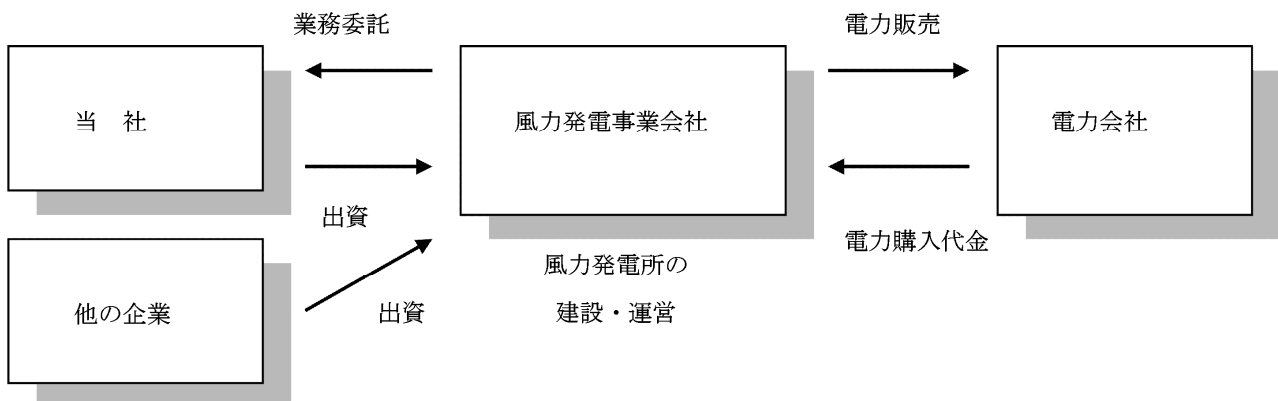 業務委託
電力販売
当　社
風力発電事業会社
電力会社
出資
電力購入代金
風力発電所の
建設・運営
他の企業
出資